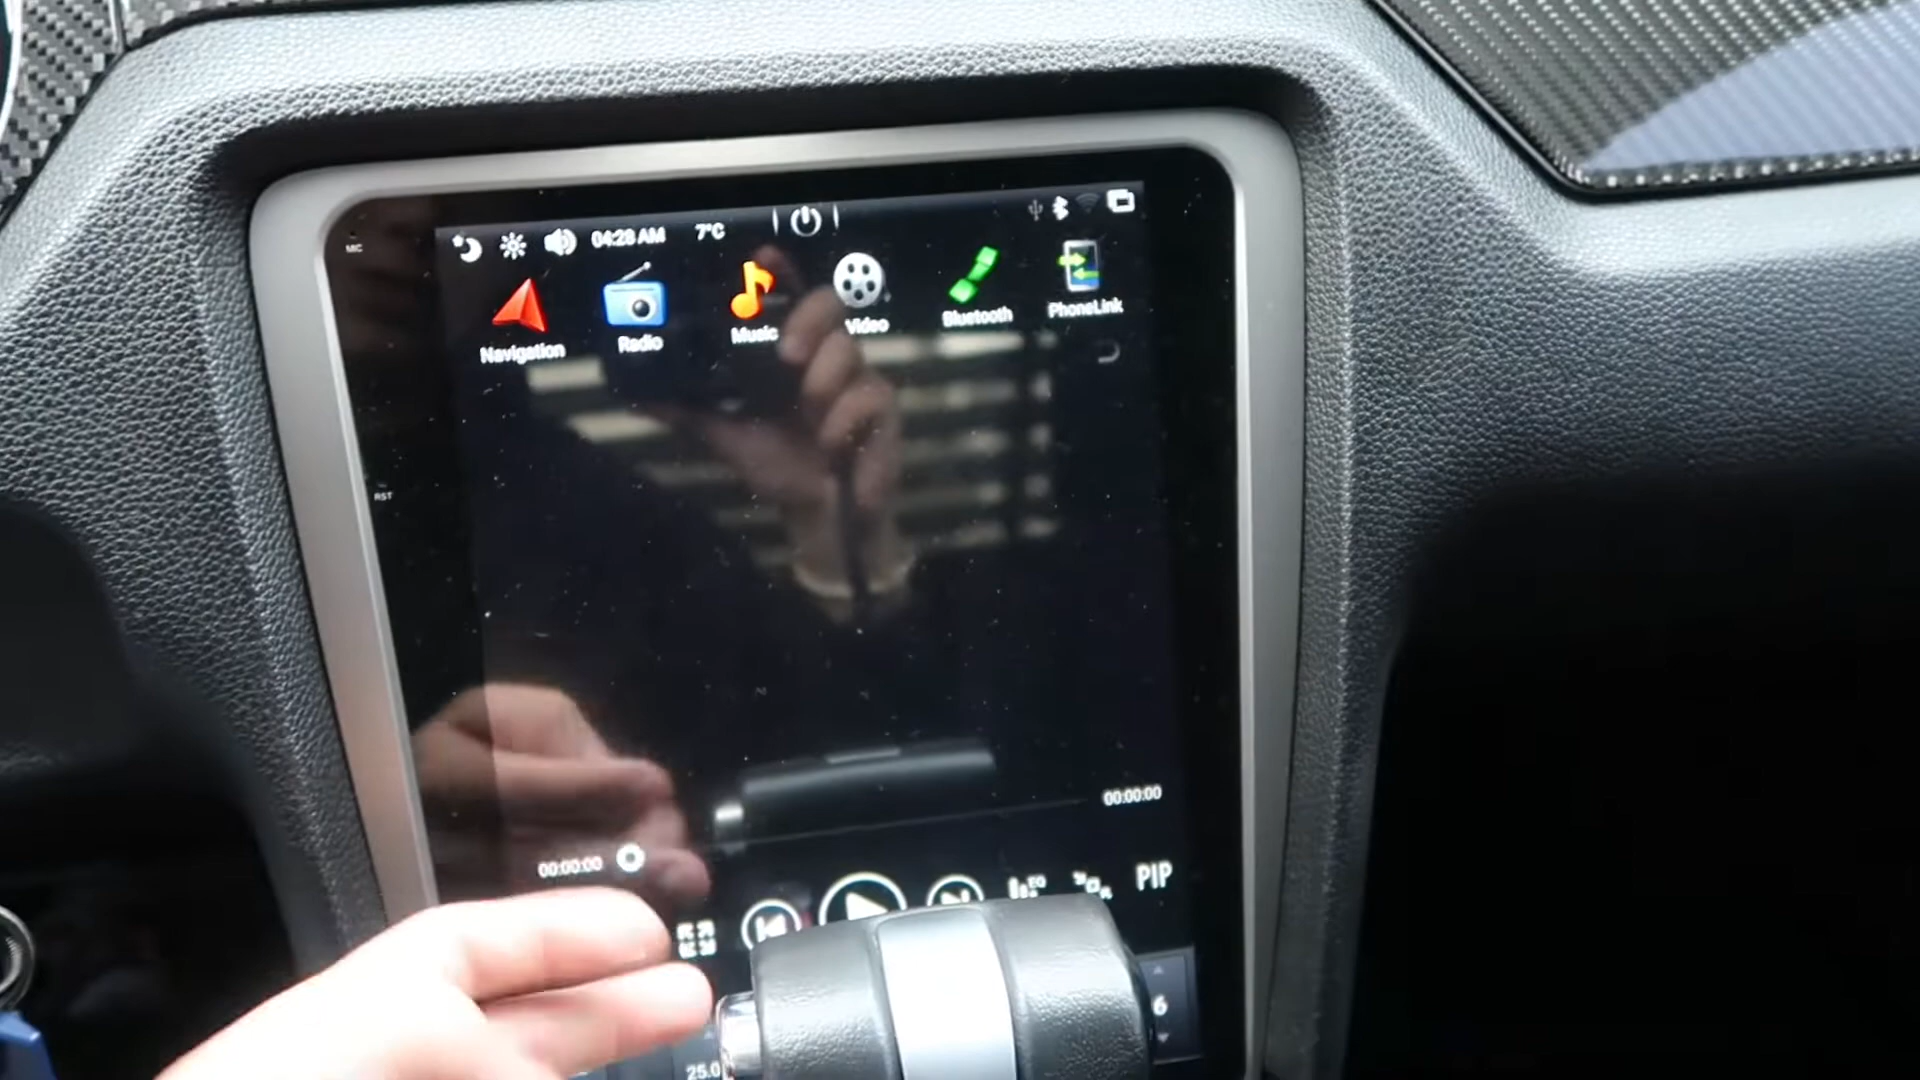 MIC
04:28 AM 7°C
Navigation Radio Music Video Bluetooth PhoneLink
RST
00:00:00
00:00:00
EQ PIP
6
25.0